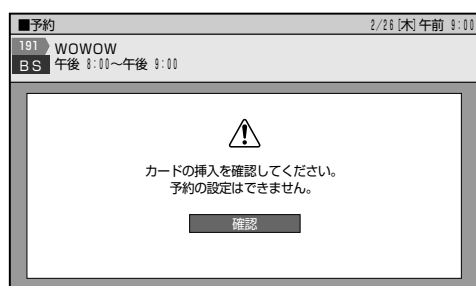 ■予約 2/26[木]午前 9:00
191 WOWOW
BS 午後 8:00～午後 9:00
カードの挿入を確認してください。
予約の設定はできません。
確認